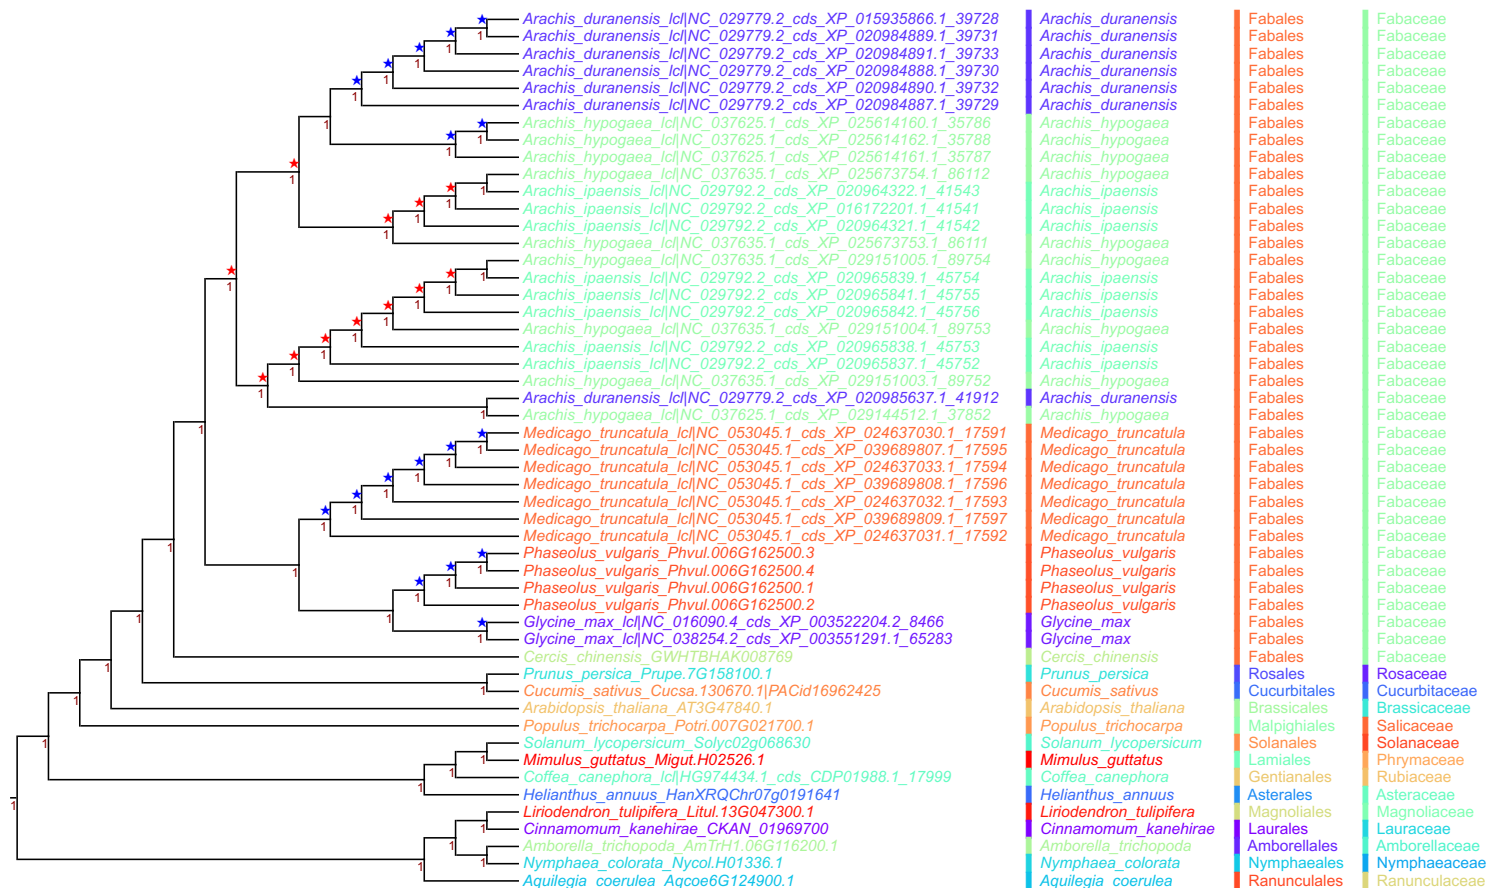 Arachis_duranensis_lcl|NC_029779.2_cds_XP_015935866.1_39728 Arachis_duranensis Fabales Fabaceae
Arachis_duranensis_lcl|NC_029779.2_cds_XP_020984889.1_39731 Arachis_duranensis Fabales Fabaceae
Arachis_duranensis_lcl|NC_029779.2_cds_XP_020984891.1_39733 Arachis_duranensis Fabales Fabaceae
Arachis_duranensis_lcl|NC_029779.2_cds_XP_020984888.1_39730 Arachis_duranensis Fabales Fabaceae
Arachis_duranensis_lcl|NC_029779.2_cds_XP_020984890.1_39732 Arachis_duranensis Fabales Fabaceae
Arachis_duranensis_lcl|NC_029779.2_cds_XP_020984887.1_39729 Arachis_duranensis Fabales Fabaceae
Arachis_hypogaea_lcl|NC_037625.1_cds_XP_025614160.1_35786 Arachis_hypogaea Fabales Fabaceae
Arachis_hypogaea_lcl|NC_037625.1_cds_XP_025614162.1_35788 Arachis_hypogaea Fabales Fabaceae
Arachis_hypogaea_lcl|NC_037625.1_cds_XP_025614161.1_35787 Arachis_hypogaea Fabales Fabaceae
Arachis_hypogaea_lcl|NC_037635.1_cds_XP_025673754.1_86112 Arachis_hypogaea Fabales Fabaceae
Arachis_ipaensis_lcl|NC_029792.2_cds_XP_020964322.1_41543 Arachis_ipaensis Fabales Fabaceae
Arachis_ipaensis_lcl|NC_029792.2_cds_XP_016172201.1_41541 Arachis_ipaensis Fabales Fabaceae
Arachis_ipaensis_lcl|NC_029792.2_cds_XP_020964321.1_41542 Arachis_ipaensis Fabales Fabaceae
Arachis_hypogaea_lcl|NC_037635.1_cds_XP_025673753.1_86111 Arachis_hypogaea Fabales Fabaceae
Arachis_hypogaea_lcl|NC_037635.1_cds_XP_029151005.1_89754 Arachis_hypogaea Fabales Fabaceae
Arachis_ipaensis_lcl|NC_029792.2_cds_XP_020965839.1_45754 Arachis_ipaensis Fabales Fabaceae
Arachis_ipaensis_lcl|NC_029792.2_cds_XP_020965841.1_45755 Arachis_ipaensis Fabales Fabaceae
Arachis_ipaensis_lcl|NC_029792.2_cds_XP_020965842.1_45756 Arachis_ipaensis Fabales Fabaceae
Arachis_hypogaea_lcl|NC_037635.1_cds_XP_029151004.1_89753 Arachis_hypogaea Fabales Fabaceae
Arachis_ipaensis_lcl|NC_029792.2_cds_XP_020965838.1_45753 Arachis_ipaensis Fabales Fabaceae
Arachis_ipaensis_lcl|NC_029792.2_cds_XP_020965837.1_45752 Arachis_ipaensis Fabales Fabaceae
Arachis_hypogaea_lcl|NC_037635.1_cds_XP_029151003.1_89752 Arachis_hypogaea Fabales Fabaceae
Arachis_duranensis_lcl|NC_029779.2_cds_XP_020985637.1_41912 Arachis_duranensis Fabales Fabaceae
Arachis_hypogaea_lcl|NC_037625.1_cds_XP_029144512.1_37852 Arachis_hypogaea Fabales Fabaceae
Medicago_truncatula_lcl|NC_053045.1_cds_XP_024637030.1_17591 Medicago_truncatula Fabales Fabaceae
Medicago_truncatula_lcl|NC_053045.1_cds_XP_039689807.1_17595 Medicago_truncatula Fabales Fabaceae
Medicago_truncatula_lcl|NC_053045.1_cds_XP_024637033.1_17594 Medicago_truncatula Fabales Fabaceae
Medicago_truncatula_lcl|NC_053045.1_cds_XP_039689808.1_17596 Medicago_truncatula Fabales Fabaceae
Medicago_truncatula_lcl|NC_053045.1_cds_XP_024637032.1_17593 Medicago_truncatula Fabales Fabaceae
Medicago_truncatula_lcl|NC_053045.1_cds_XP_039689809.1_17597 Medicago_truncatula Fabales Fabaceae
Medicago_truncatula_lcl|NC_053045.1_cds_XP_024637031.1_17592 Medicago_truncatula Fabales Fabaceae
Phaseolus_vulgaris_Phvul.006G162500.3 Phaseolus_vulgaris Fabales Fabaceae
Phaseolus_vulgaris_Phvul.006G162500.4 Phaseolus_vulgaris Fabales Fabaceae
Phaseolus_vulgaris_Phvul.006G162500.1 Phaseolus_vulgaris Fabales Fabaceae
Phaseolus_vulgaris_Phvul.006G162500.2 Phaseolus_vulgaris Fabales Fabaceae
Glycine_max_lcl|NC_016090.4_cds_XP_003522204.2_8466 Glycine_max Fabales Fabaceae
Glycine_max_lcl|NC_038254.2_cds_XP_003551291.1_65283 Glycine_max Fabales Fabaceae
Cercis_chinensis_GWHTBHAK008769 Cercis_chinensis Fabales Fabaceae
Prunus_persica_Prupe.7G158100.1 Prunus_persica Rosales Rosaceae
Cucumis_sativus_Cucsa.130670.1|PACid16962425 Cucumis_sativus Cucurbitales Cucurbitaceae
Arabidopsis_thaliana_AT3G47840.1 Arabidopsis_thaliana Brassicales Brassicaceae
Populus_trichocarpa_Potri.007G021700.1 Populus_trichocarpa Malpighiales Salicaceae
Solanum_lycopersicum_Solyc02g068630 Solanum_lycopersicum Solanales Solanaceae
Mimulus_guttatus_Migut.H02526.1 Mimulus_guttatus Lamiales Phrymaceae
Coffea_canephora_lcl|HG974434.1_cds_CDP01988.1_17999 Coffea_canephora Gentianales Rubiaceae
Helianthus_annuus_HanXRQChr07g0191641 Helianthus_annuus Asterales Asteraceae
Liriodendron_tulipifera_Litul.13G047300.1 Liriodendron_tulipifera Magnoliales Magnoliaceae
Cinnamomum_kanehirae_CKAN_01969700 Cinnamomum_kanehirae Laurales Lauraceae
Amborella_trichopoda_AmTrH1.06G116200.1 Amborella_trichopoda Amborellales Amborellaceae
Nymphaea_colorata_Nycol.H01336.1 Nymphaea_colorata Nymphaeales Nymphaeaceae
Aquilegia_coerulea_Aqcoe6G124900.1 Aquilegia_coerulea Ranunculales Ranunculaceae